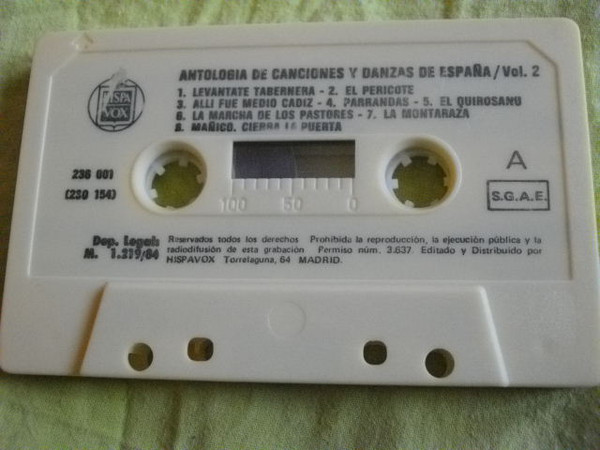 ANTOLOGIA DE CANCIONES Y DANZAS DE ESPAÑA/Vol. 2
HISPA
VOX
1. LEVANTATE TABERNERA - 2. EL PERICOTE
3. ALLI FUE MEDIO CADIZ - 4. PARRANDAS - 5. EL QUIROSANO
6. LA MARCHA DE LOS PASTORES - 7. LA MONTARAZA
8. MAÑICO, CIERRA LA PUERTA
236 001
(2S0 154)
A
S.G.A.E.
100 50 0
Dep. Legal:
M. 1.219/84
Reservados todos los derechos Prohibida la reproducción, la ejecución pública y la
radiodifusión de esta grabación Permiso núm. 3.637. Editado y Distribuido por
HISPAVOX Torrelaguna, 64 MADRID.